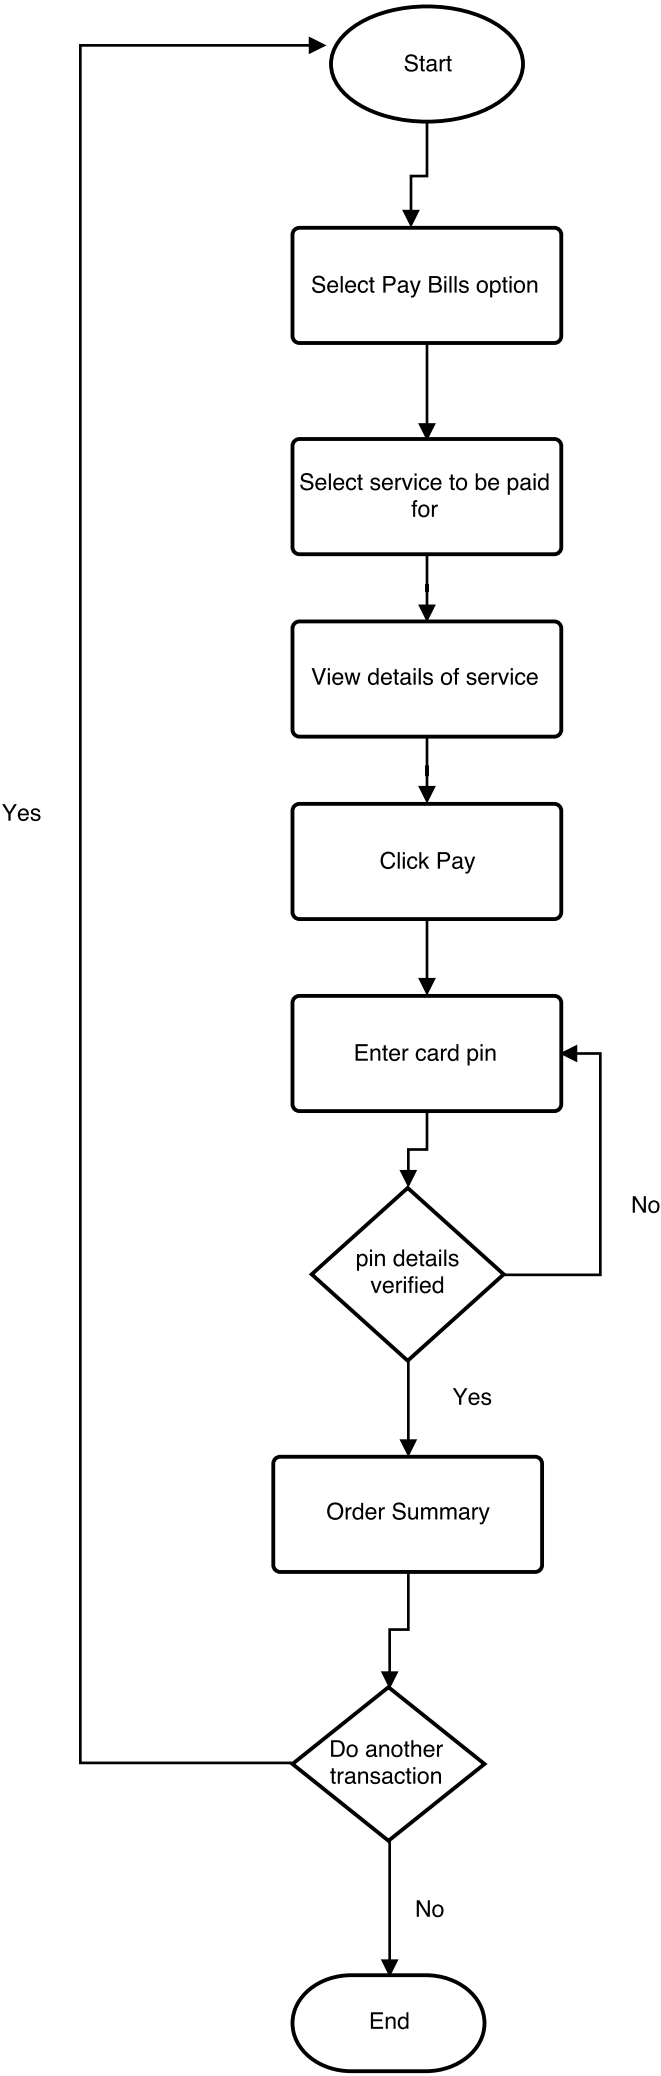 Start
Select Pay Bills option
Select service to be paid
for
View details of service
Yes
Click Pay
Enter card pin
No
pin details
verified
Yes
Order Summary
Do another
transaction
No
End